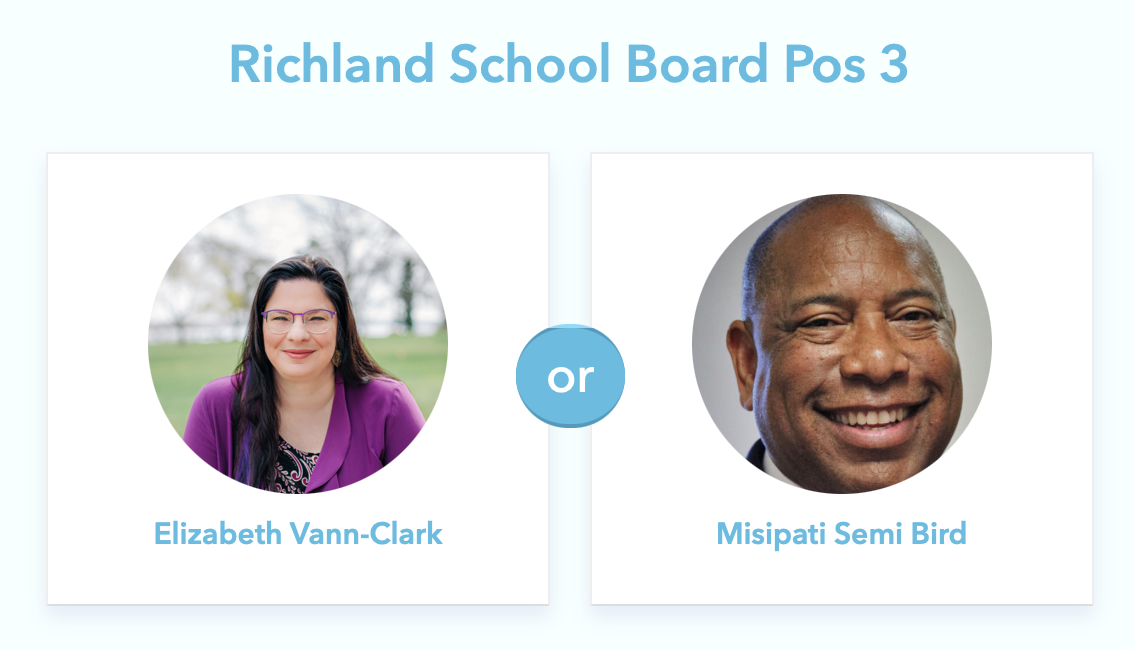 Richland School Board Pos 3
or
Elizabeth Vann-Clark
Misipati Semi Bird